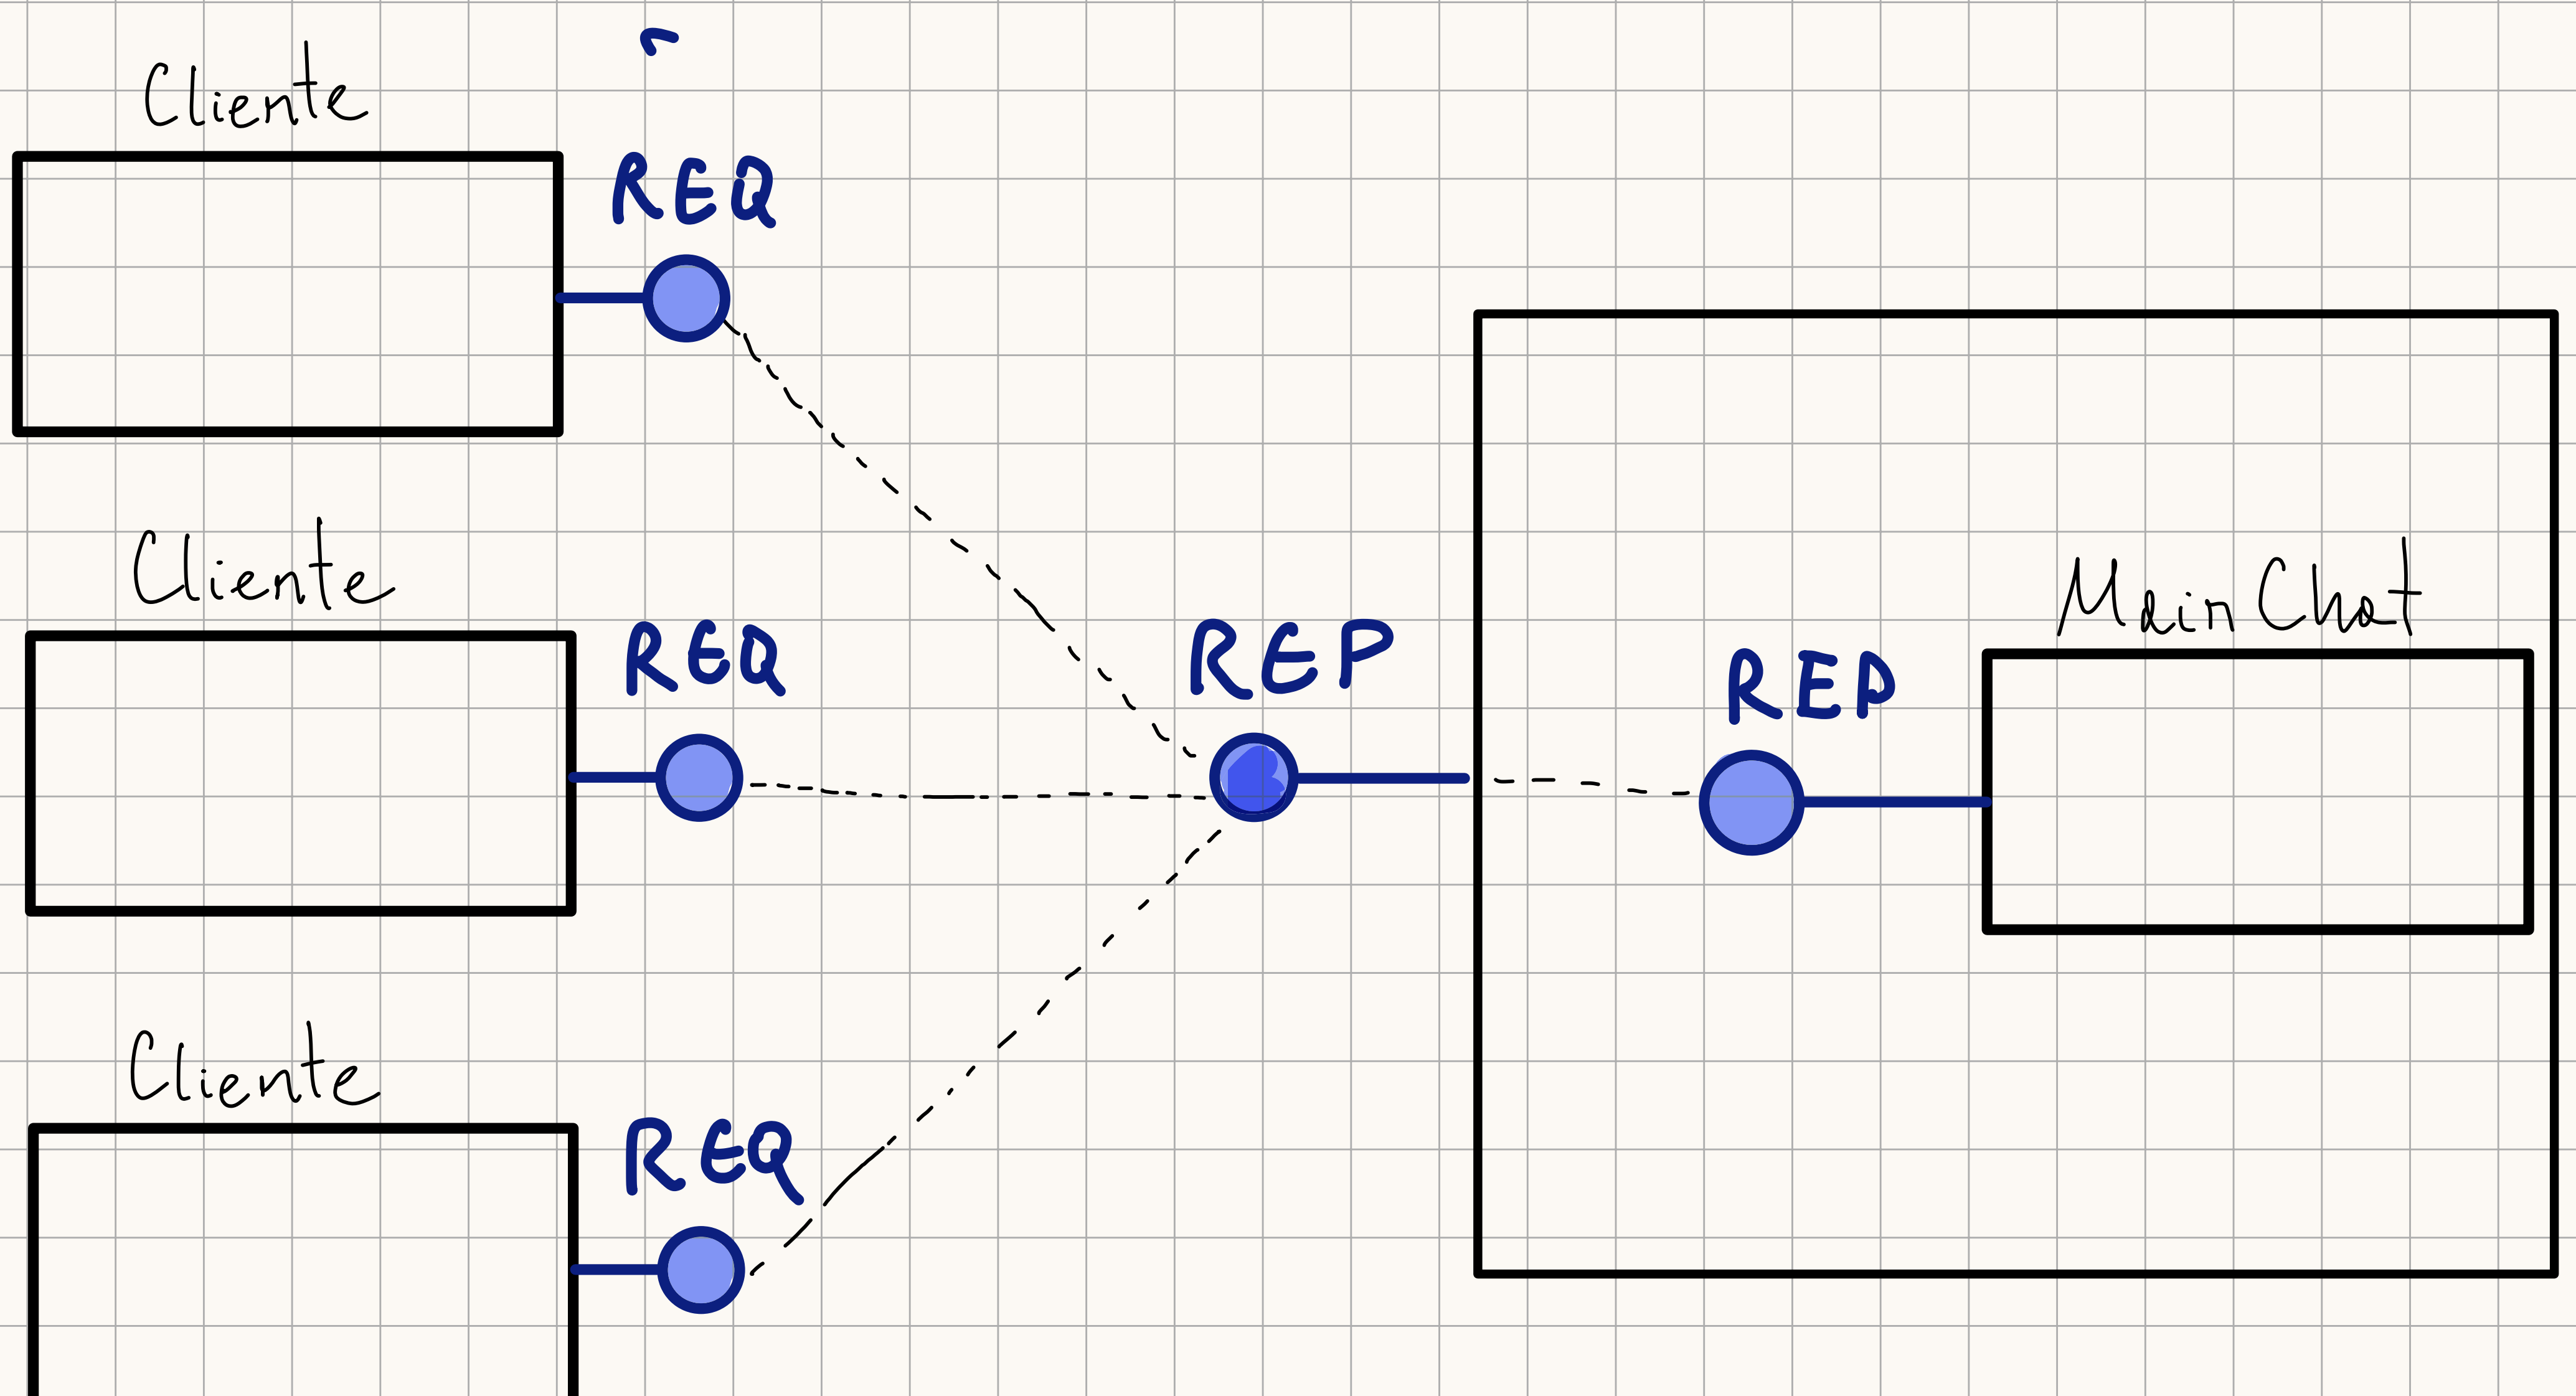 Cliente
REQ
Cliente
REQ
REP
REP
Main Chat
Cliente
REQ